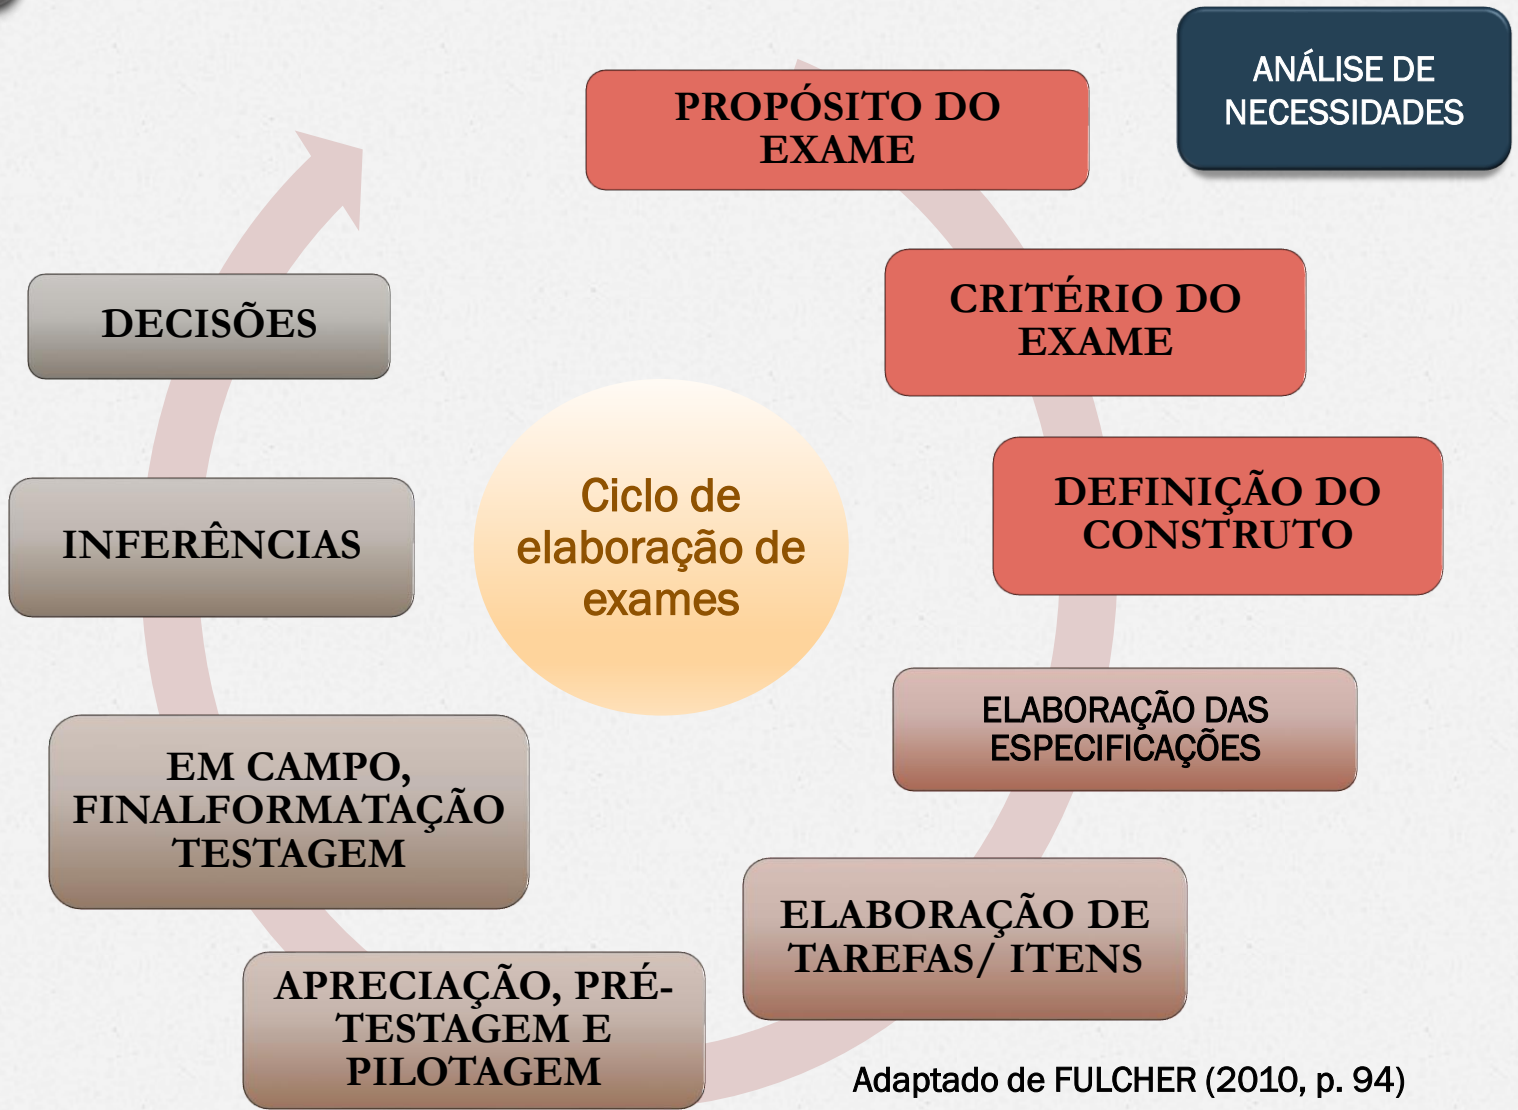 ANÁLISE DE
NECESSIDADES
PROPÓSITO DO
EXAME
CRITÉRIO DO
EXAME
DEFINIÇÃO DO
CONSTRUTO
ELABORAÇÃO DAS
ESPECIFICAÇÕES
ELABORAÇÃO DE
TAREFAS/ ITENS
APRECIAÇÃO, PRÉ-
TESTAGEM E
PILOTAGEM
EM CAMPO,
FINALFORMATAÇÃO
TESTAGEM
INFERÊNCIAS
DECISÕES
Ciclo de
elaboração de
exames
Adaptado de FULCHER (2010, p. 94)